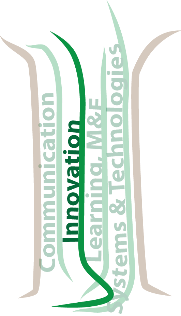 Communication
Innovation
Learning, M&E
Systems & Technologies